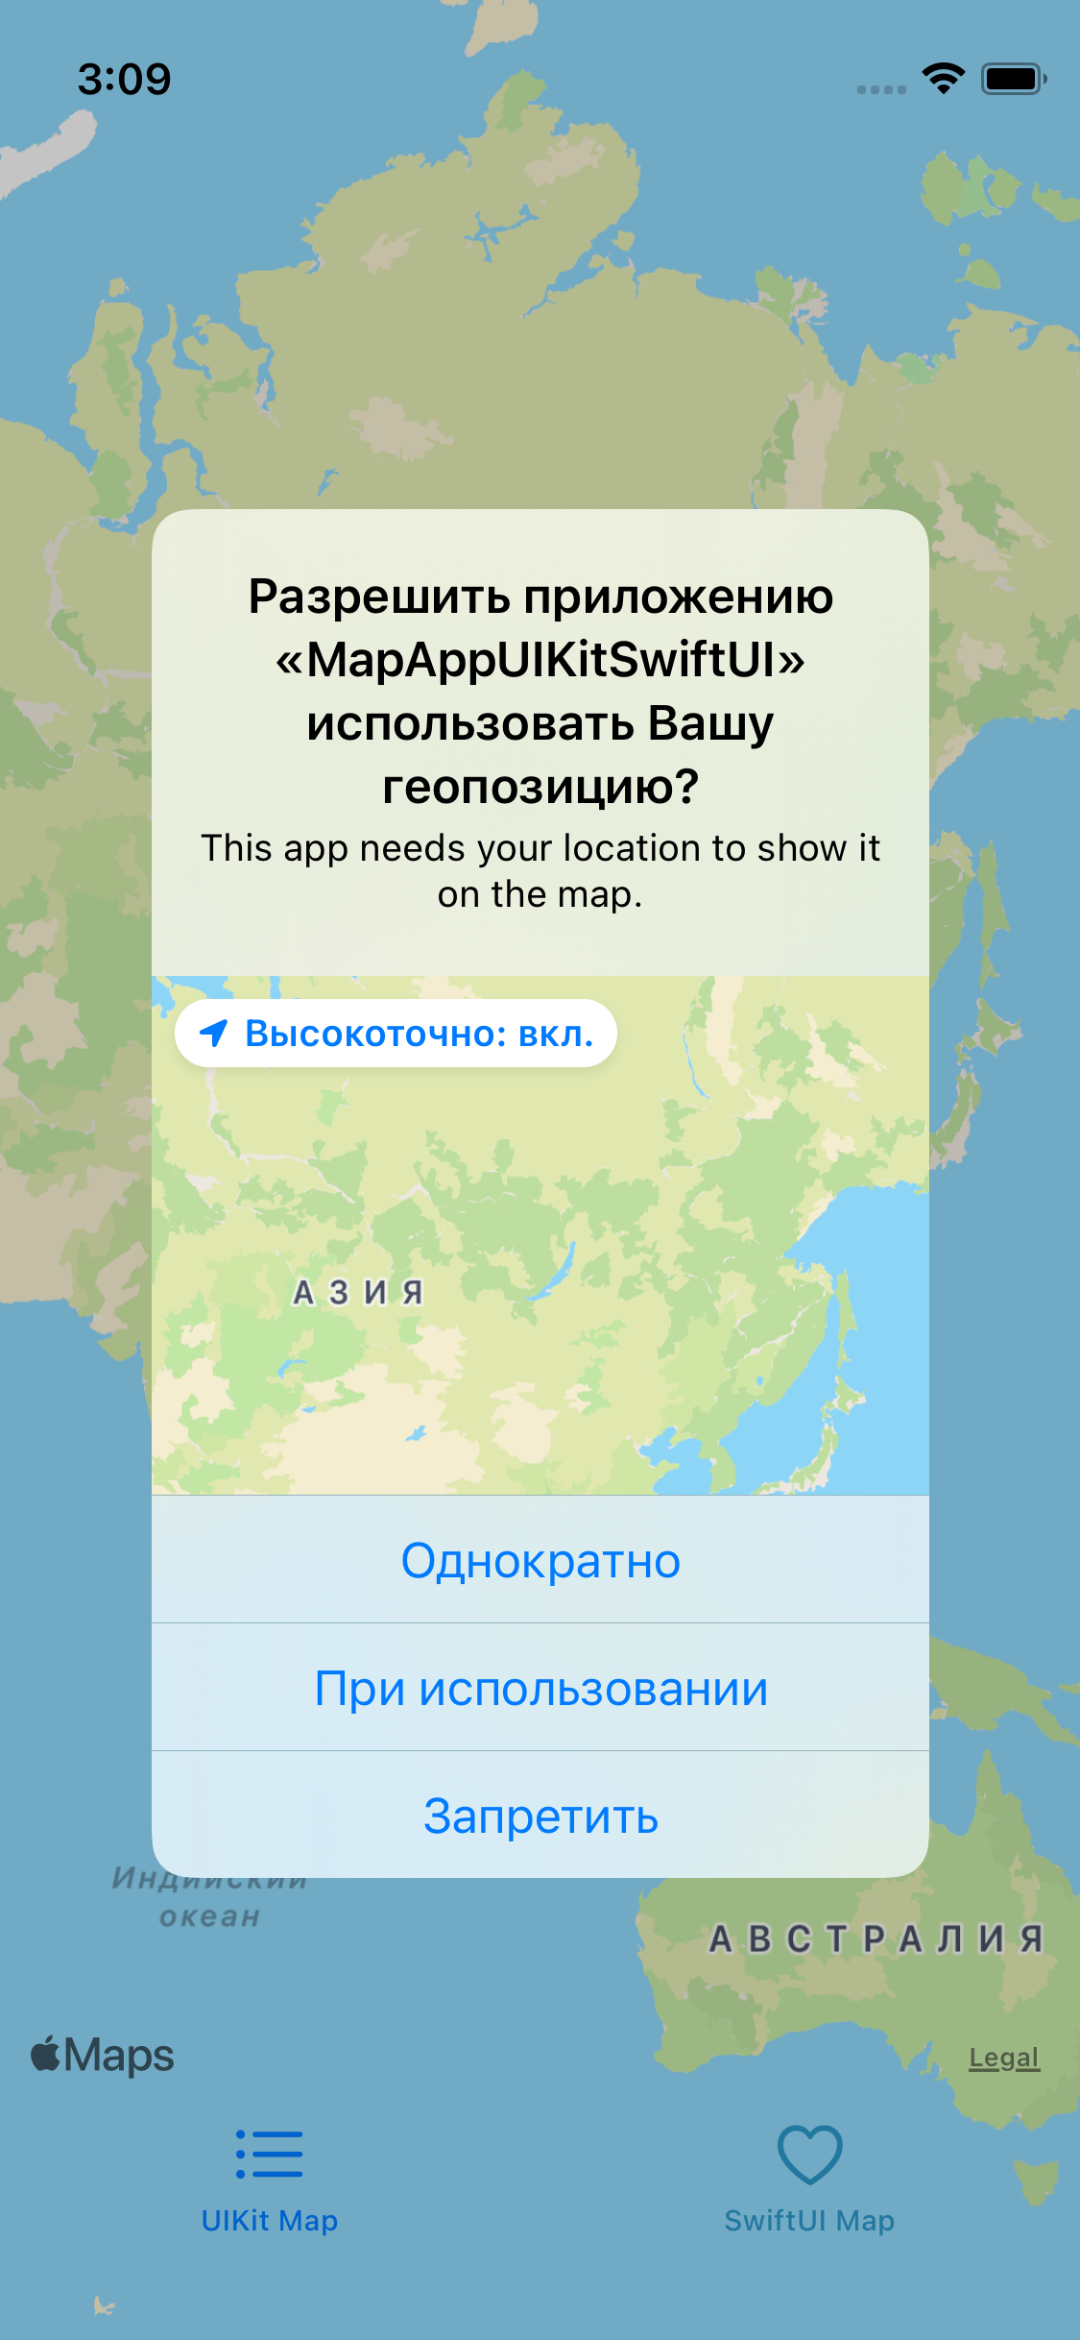 3:09
Разрешить приложению
«MapAppUIKitSwiftUI»
использовать Вашу
геопозицию?
This app needs your location to show it
on the map.
Высокоточно: вкл.
АЗИЯ
Однократно
При использовании
Запретить
Индийский
океан
АВСТРАЛИЯ
Maps
Legal
UIKit Map
SwiftUI Map